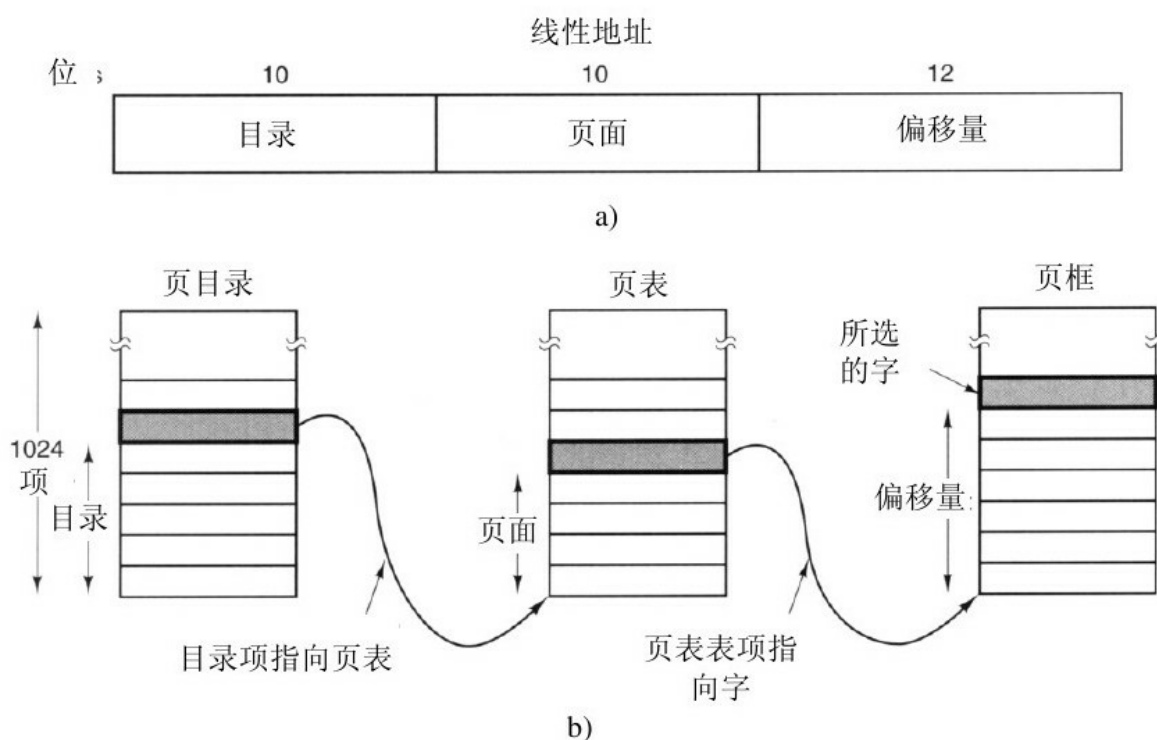 线性地址
位 s 10 10 12
目录 页面 偏移量
a)
页目录 页表 页框
所选
的字
1024
项
目录
页面
偏移量
目录项指向页表
页表表项指
向字
b)